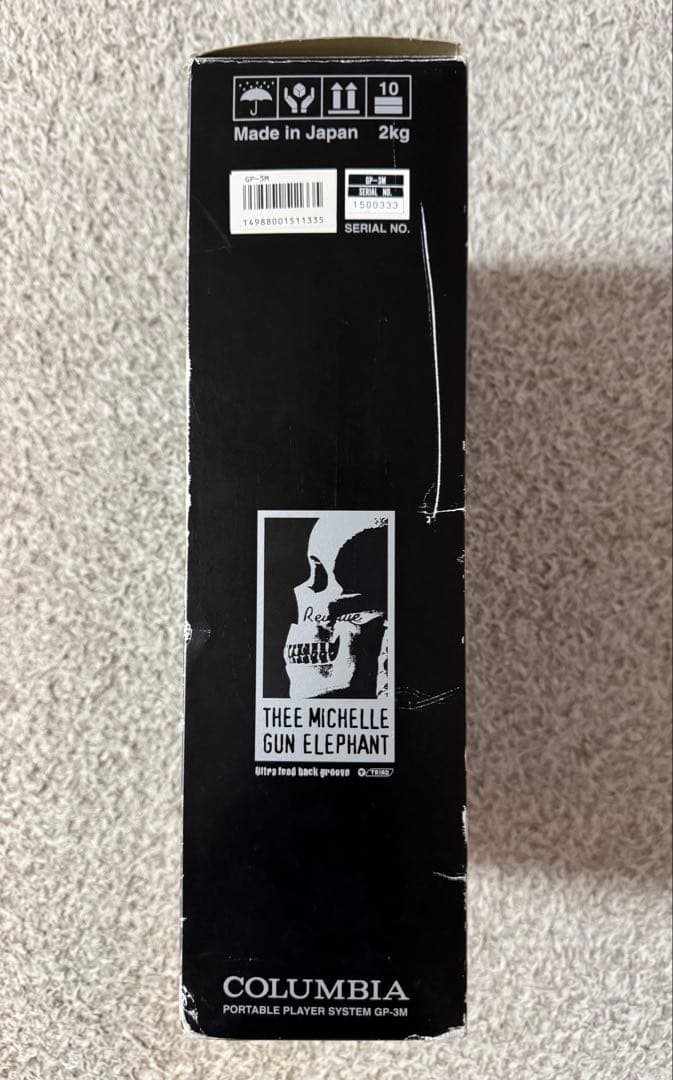 10
Made in Japan 2kg
GP-3M
T4988001511335
GP-3M
SERIAL NO.
1500333
SERIAL NO.
Revolve
THEE MICHELLE
GUN ELEPHANT
Ultra feed back groove TRIAD
COLUMBIA
PORTABLE PLAYER SYSTEM GP-3M